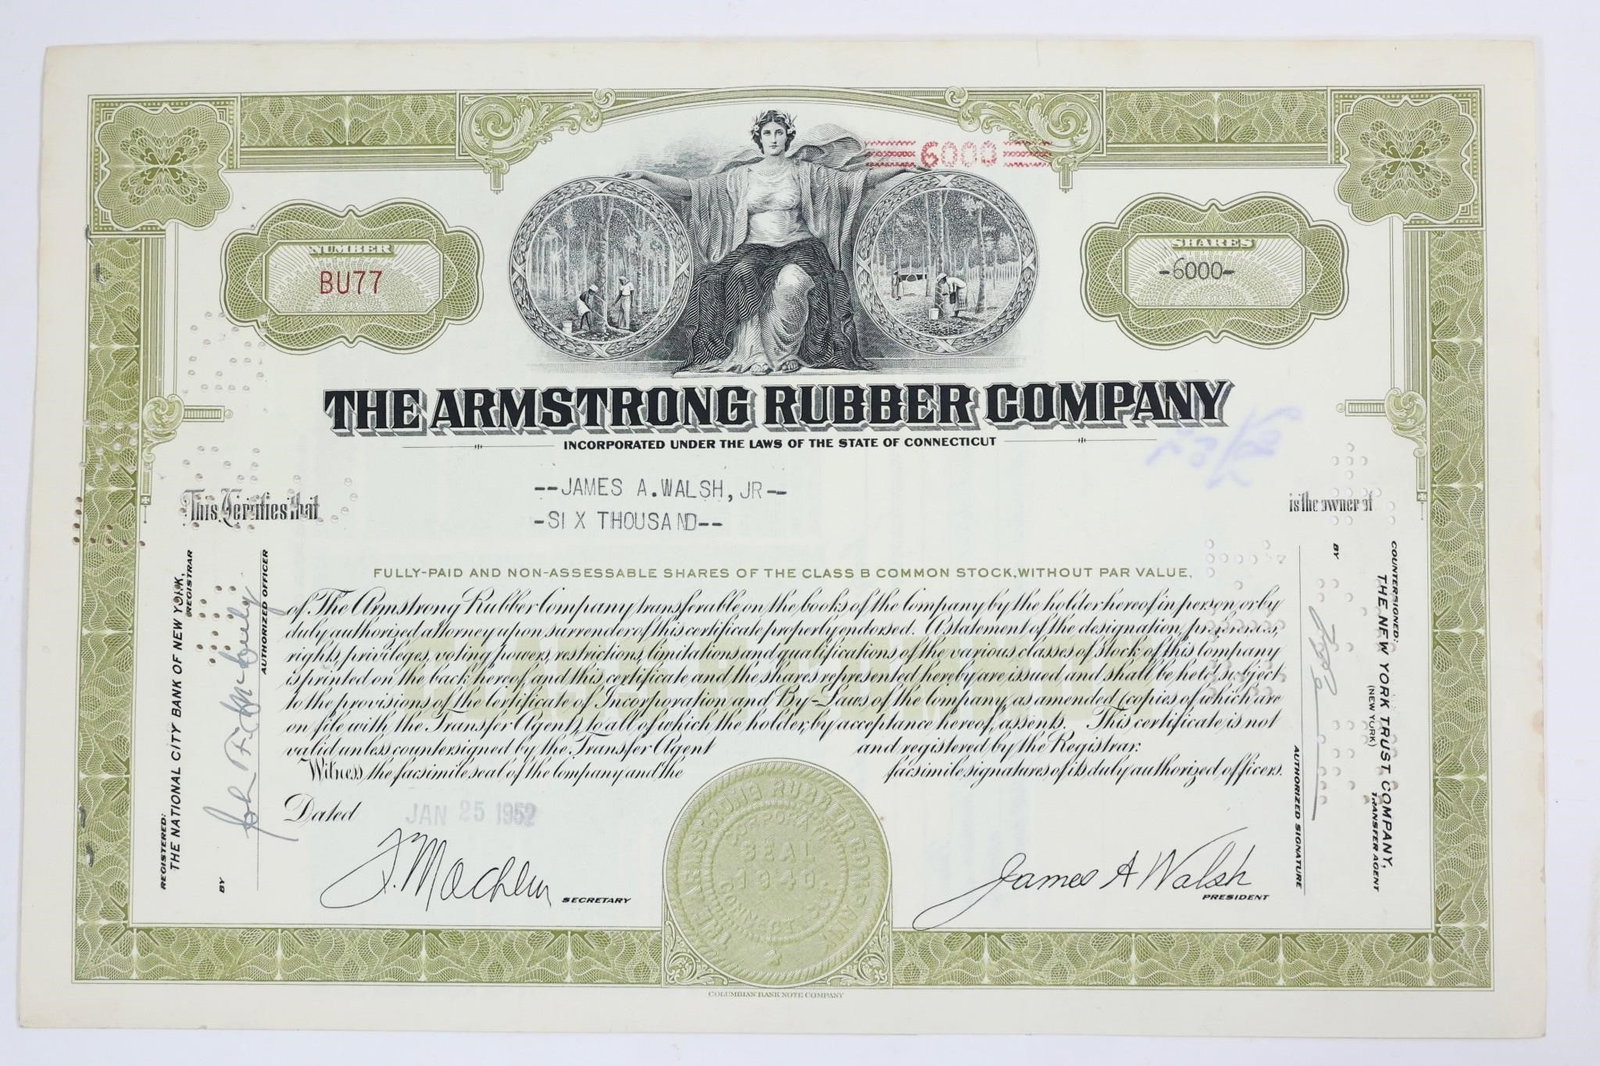 6000
NUMBER
BU77
SHARES
-6000-
THE ARMSTRONG RUBBER COMPANY
INCORPORATED UNDER THE LAWS OF THE STATE OF CONNECTICUT
This Certifies that
--JAMES A.WALSH, JR--
is the owner of
-SIX THOUSAND--
FULLY-PAID AND NON-ASSESSABLE SHARES OF THE CLASS B COMMON STOCK, WITHOUT PAR VALUE,
of The Armstrong Rubber Company transferable on the books of the company by the holder hereof in person or by
duly authorized attorney upon surrender of this certificate properly endorsed. A statement of the designation, preferences,
rights, privileges, voting powers, restrictions, limitations and qualifications of the various classes of stock of this company
is printed on the back hereof and this certificate and the shares represented hereby are issued and shall be held subject
to the provisions of the Certificate of Incorporation and By-Laws of the company, as amended (copies of which are
on file with the Transfer Agent), to all of which the holder, by acceptance hereof, assents. This certificate is not
valid unless countersigned by the Transfer Agent and registered by the Registrar.
Witness, the facsimile seal of the company and the facsimile signatures of its duly authorized officers.
Dated JAN 25 1952
SECRETARY
James A Walsh
PRESIDENT
THE ARMSTRONG RUBBER COMPANY
CORPORATE
SEAL
1940
CONNECTICUT
REGISTERED:
THE NATIONAL CITY BANK OF NEW YORK,
REGISTRAR
BY
AUTHORIZED OFFICER
COUNTERSIGNED:
THE NEW YORK TRUST COMPANY,
(NEW YORK)
TRANSFER AGENT
BY
AUTHORIZED SIGNATURE
COLUMBIAN BANK NOTE COMPANY